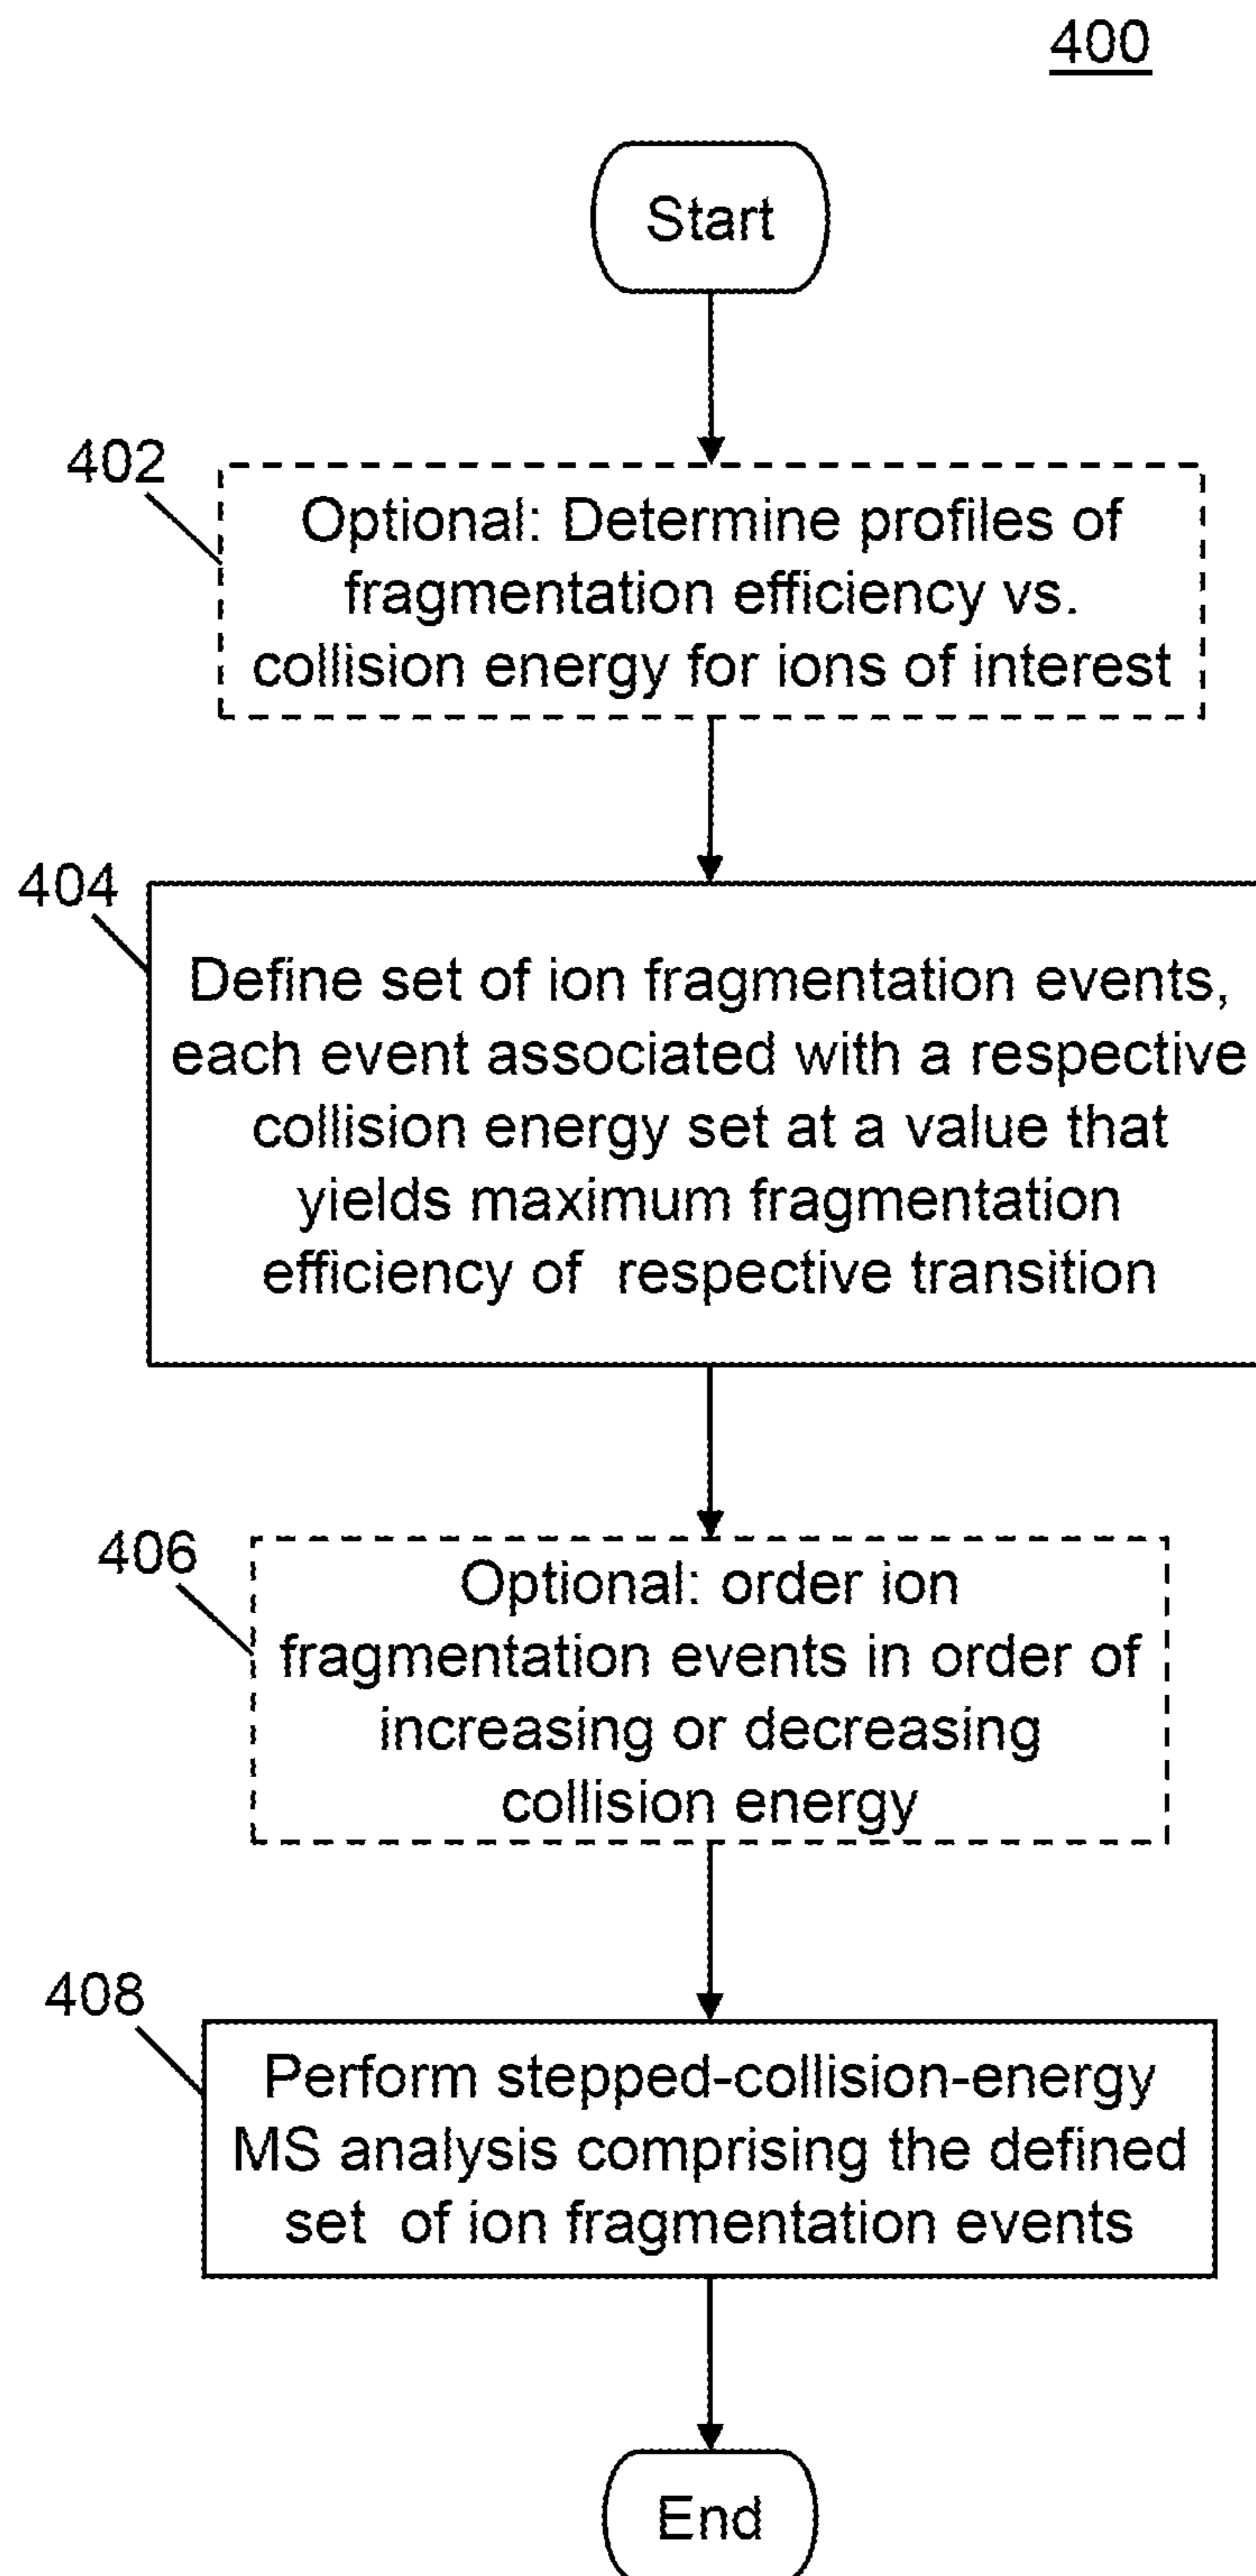 400
Start
402
Optional: Determine profiles of
fragmentation efficiency vs.
collision energy for ions of interest
404
Define set of ion fragmentation events,
each event associated with a respective
collision energy set at a value that
yields maximum fragmentation
efficiency of  respective transition
406
Optional: order ion
fragmentation events in order of
increasing or decreasing
collision energy
408
Perform stepped-collision-energy
MS analysis comprising the defined
set  of ion fragmentation events
End